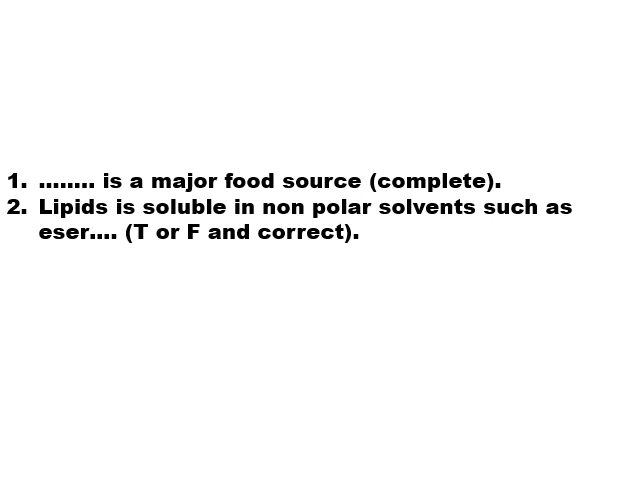 1. ........ is a major food source (complete).
2. Lipids is soluble in non polar solvents such as
eser.... (T or F and correct).